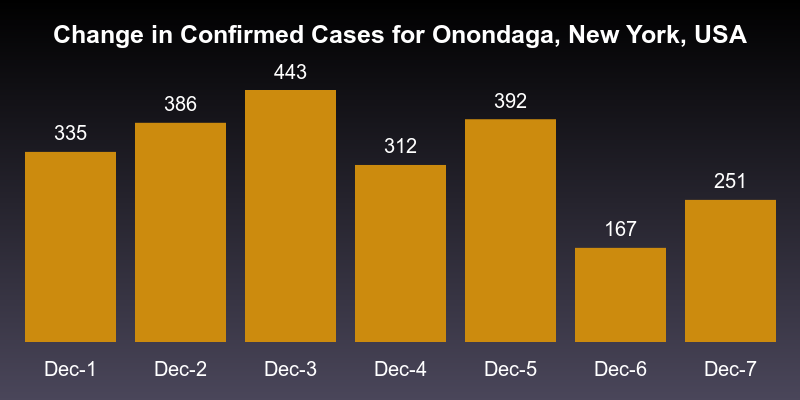 Change in Confirmed Cases for Onondaga, New York, USA
335
386
443
312
392
167
251
Dec-1
Dec-2
Dec-3
Dec-4
Dec-5
Dec-6
Dec-7